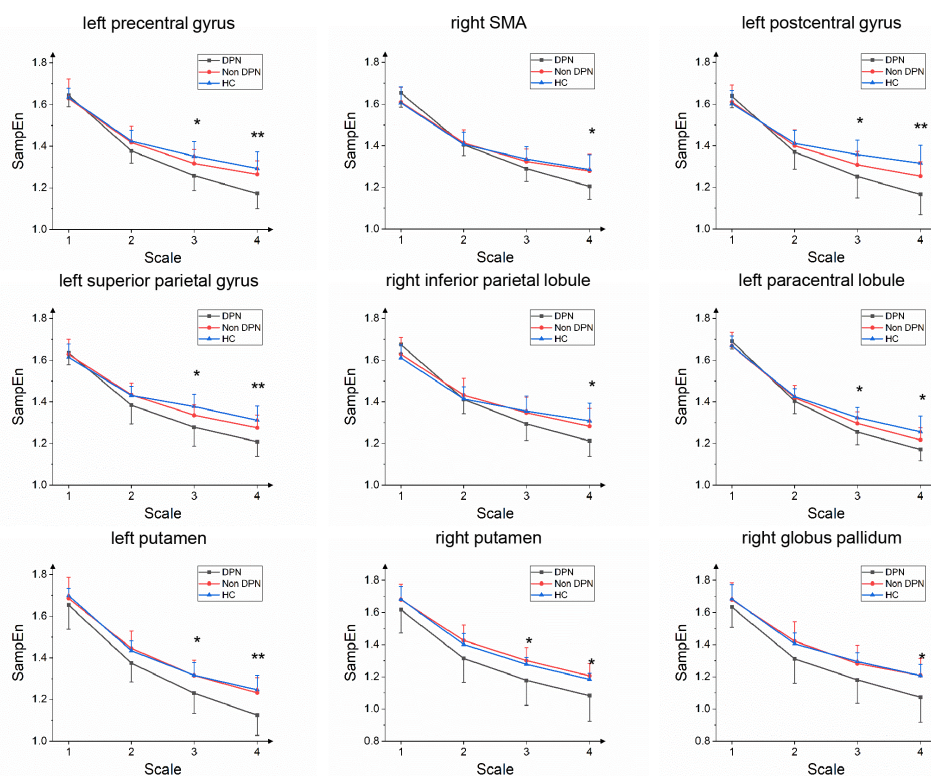 left precentral gyrus
right SMA
left postcentral gyrus
DPN
Non DPN
HC
DPN
Non DPN
HC
DPN
Non DPN
HC
SampEn
SampEn
SampEn
1.8
1.6
1.4
1.2
1.0
1.8
1.6
1.4
1.2
1.0
1.8
1.6
1.4
1.2
1.0
*
**
*
*
**
1 2 3 4
1 2 3 4
1 2 3 4
Scale
Scale
Scale
left superior parietal gyrus
right inferior parietal lobule
left paracentral lobule
DPN
Non DPN
HC
DPN
Non DPN
HC
DPN
Non DPN
HC
SampEn
SampEn
SampEn
1.8
1.6
1.4
1.2
1.0
1.8
1.6
1.4
1.2
1.0
1.8
1.6
1.4
1.2
1.0
*
**
*
*
*
1 2 3 4
1 2 3 4
1 2 3 4
Scale
Scale
Scale
left putamen
right putamen
right globus pallidum
DPN
Non DPN
HC
DPN
Non DPN
HC
DPN
Non DPN
HC
SampEn
SampEn
SampEn
1.8
1.6
1.4
1.2
1.0
1.8
1.6
1.4
1.2
1.0
0.8
1.8
1.6
1.4
1.2
1.0
0.8
*
**
*
*
*
1 2 3 4
1 2 3 4
1 2 3 4
Scale
Scale
Scale